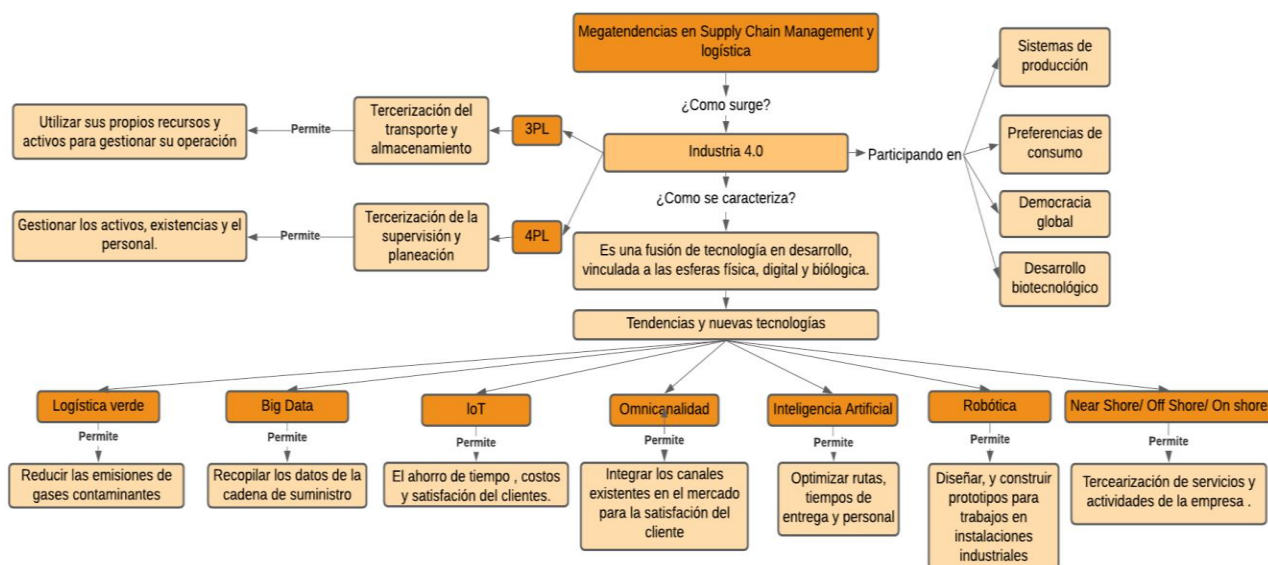 Megatendencias en Supply Chain Management y
logística
¿Como surge?
Industria 4.0
Participando en
Sistemas de
producción
Preferencias de
consumo
Democracia
global
Desarrollo
biotecnológico
3PL
Tercerización del
transporte y
almacenamiento
Permite
Utilizar sus propios recursos y
activos para gestionar su operación
4PL
Tercerización de la
supervisión y
planeación
Permite
Gestionar los activos, existencias y el
personal.
¿Como se caracteriza?
Es una fusión de tecnología en desarrollo,
vinculada a las esferas física, digital y biólogica.
Tendencias y nuevas tecnologías
Logística verde
Permite
Reducir las emisiones de
gases contaminantes
Big Data
Permite
Recopilar los datos de la
cadena de suministro
IoT
Permite
El ahorro de tiempo , costos
y satisfación del clientes.
Omnicanalidad
Permite
Integrar los canales
existentes en el mercado
para la satisfación del
cliente
Inteligencia Artificial
Permite
Optimizar rutas,
tiempos de
entrega y personal
Robótica
Permite
Diseñar, y construir
prototipos para
trabajos en
instalaciones
industriales
Near Shore/ Off Shore/ On shore
Permite
Tercearización de servicios y
actividades de la empresa .